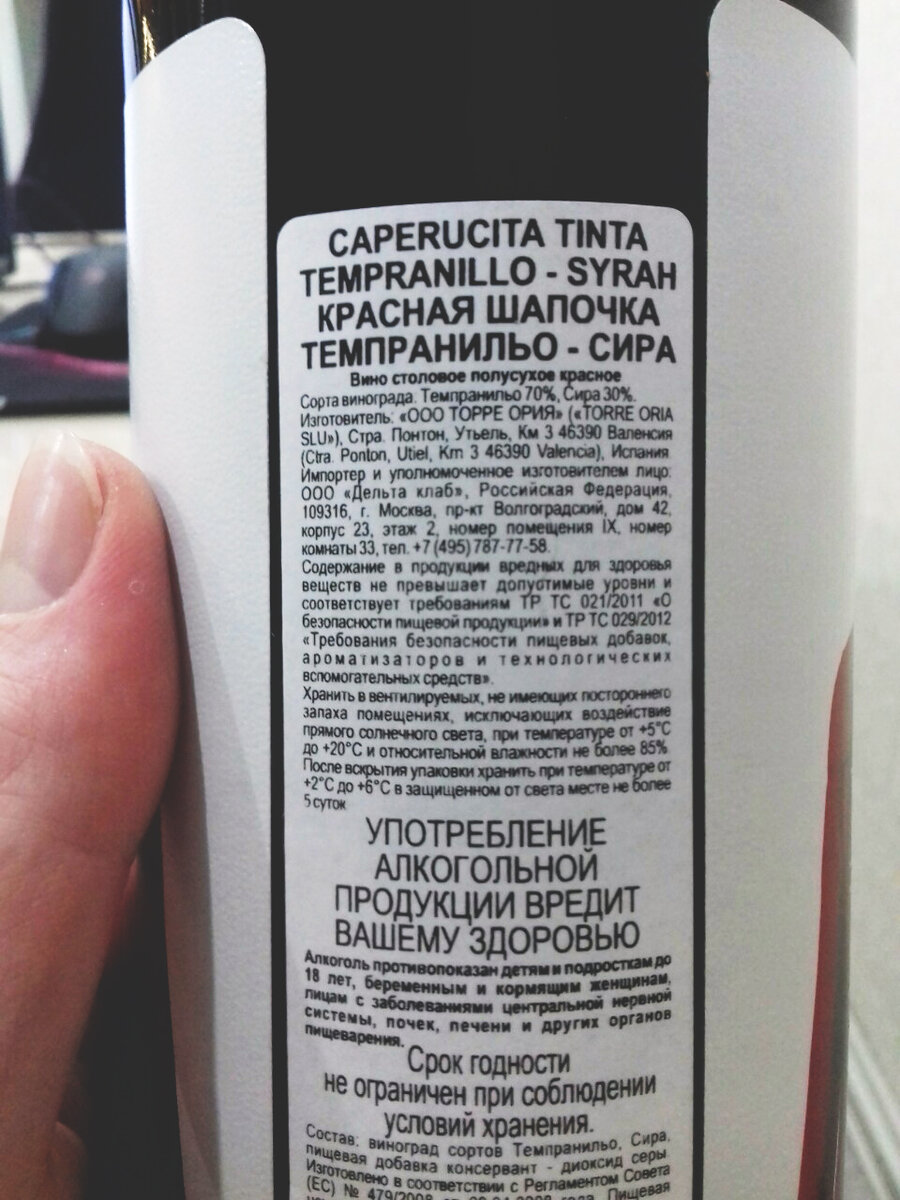 CAPERUCITA TINTA
TEMPRANILLO - SYRAH
КРАСНАЯ ШАПОЧКА
ТЕМПРАНИЛЬО - СИРА
Вино столовое полусухое красное
Сорта винограда: Темпранильо 70%, Сира 30%.
Изготовитель: «ООО ТОРРЕ ОРИЯ» («TORRE ORIA
SLU»), Стра. Понтон, Утьель, Км 3 46390 Валенсия
(Ctra. Ponton, Utiel, Km 3 46390 Valencia), Испания
Импортер и уполномоченное изготовителем лицо:
ООО «Дельта клаб», Российская Федерация,
109316, г. Москва, пр-кт Волгоградский, дом 42,
корпус 23, этаж 2, номер помещения IX, номер
комнаты 33, тел. +7 (495) 787-77-58.
Содержание в продукции вредных для здоровья
веществ не превышает допустимые уровни и
соответствует требованиям ТР ТС 021/2011 «О
безопасности пищевой продукции» и ТР ТС 029/2012
«Требования безопасности пищевых добавок,
ароматизаторов и технологических
вспомогательных средств».
Хранить в вентилируемых, не имеющих постороннего
запаха помещениях, исключающих воздействие
прямого солнечного света, при температуре от +5°С
до +20°С и относительной влажности не более 85%.
После вскрытия упаковки хранить при температуре от
+2°С до +6°С в защищенном от света месте не более
5 суток
УПОТРЕБЛЕНИЕ
АЛКОГОЛЬНОЙ
ПРОДУКЦИИ ВРЕДИТ
ВАШЕМУ ЗДОРОВЬЮ
Алкоголь противопоказан детям и подросткам до
18 лет, беременным и кормящим женщинам,
лицам с заболеваниями центральной нервной
системы, почек, печени и других органов
пищеварения.
Срок годности
не ограничен при соблюдении
условий хранения.
Состав: виноград сортов Темпранильо, Сира,
пищевая добавка консервант - диоксид серы.
Изготовлено в соответствии с Регламентом Совета
(ЕС) № 479/2008 от 2008 года. Пищевая